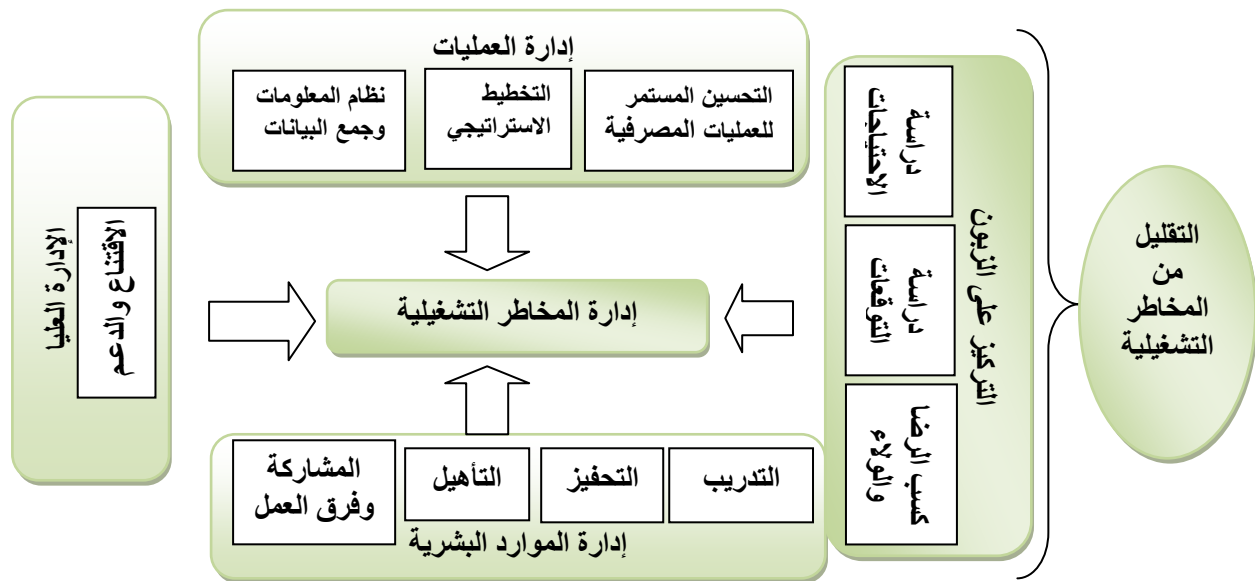 إدارة العمليات
التحسين المستمر
للعمليات المصرفية
التخطيط
الاستراتيجي
نظام المعلومات
وجمع البيانات
التركيز على الزبون
دراسة
الاحتياجات
دراسة
التوقعات
كسب الرضا
والولاء
التقليل
من
المخاطر
التشغيلية
إدارة المخاطر التشغيلية
الإدارة العليا
الاقتناع والدعم
التدريب
التحفيز
التأهيل
المشاركة
وفرق العمل
إدارة الموارد البشرية